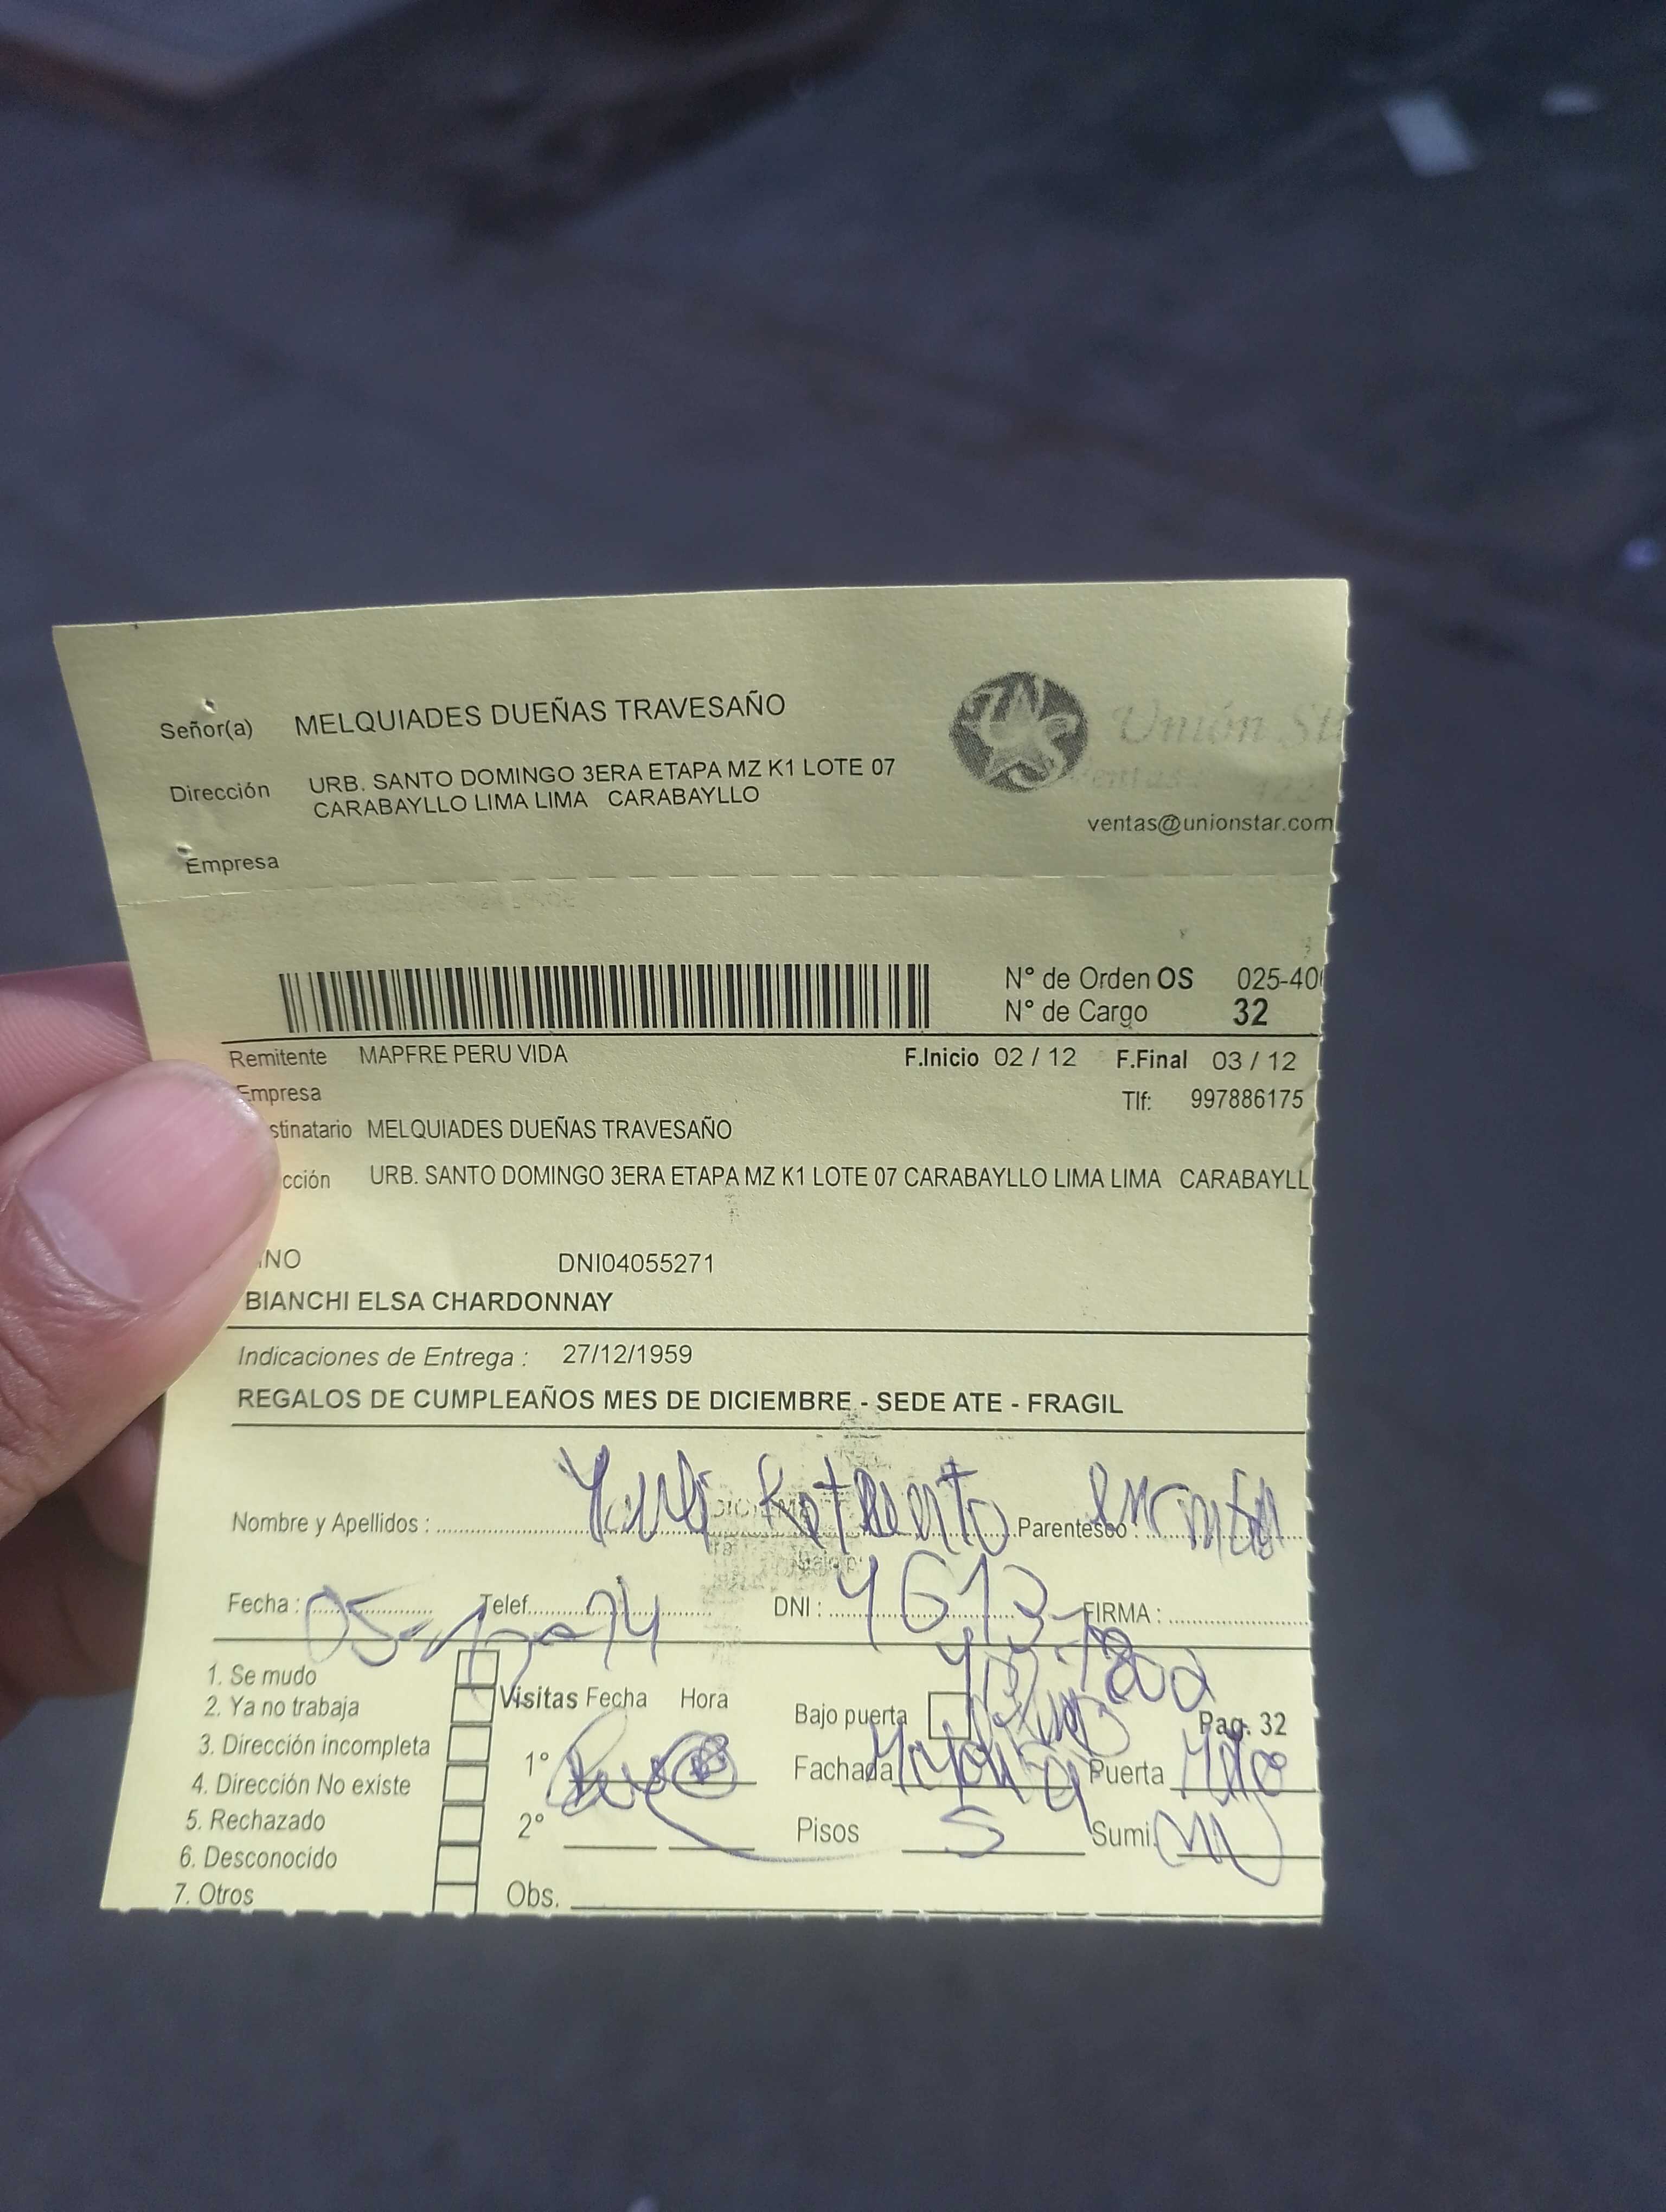 Señor(a) MELQUIADES DUEÑAS TRAVESAÑO
Dirección URB. SANTO DOMINGO 3ERA ETAPA MZ K1 LOTE 07
CARABAYLLO LIMA LIMA CARABAYLLO
Unión
ventas@unionstar.com
Empresa
N° de Orden OS 025-40
N° de Cargo 32
Remitente MAPFRE PERU VIDA F.Inicio 02 / 12 F.Final 03 / 12
Empresa Tlf: 997886175
stinatario MELQUIADES DUEÑAS TRAVESAÑO
cción URB. SANTO DOMINGO 3ERA ETAPA MZ K1 LOTE 07 CARABAYLLO LIMA LIMA CARABAYLL
INO DNI04055271
BIANCHI ELSA CHARDONNAY
Indicaciones de Entrega : 27/12/1959
REGALOS DE CUMPLEAÑOS MES DE DICIEMBRE - SEDE ATE - FRAGIL
Nombre y Apellidos : Parentesco :
Fecha : Telef. DNI : 4613 FIRMA :
1. Se mudo
2. Ya no trabaja Visitas Fecha Hora Bajo puerta Pag. 32
3. Dirección incompleta 1° Fachada Puerta
4. Dirección No existe
5. Rechazado 2° Pisos 5 Sumi.
6. Desconocido
7. Otros Obs.